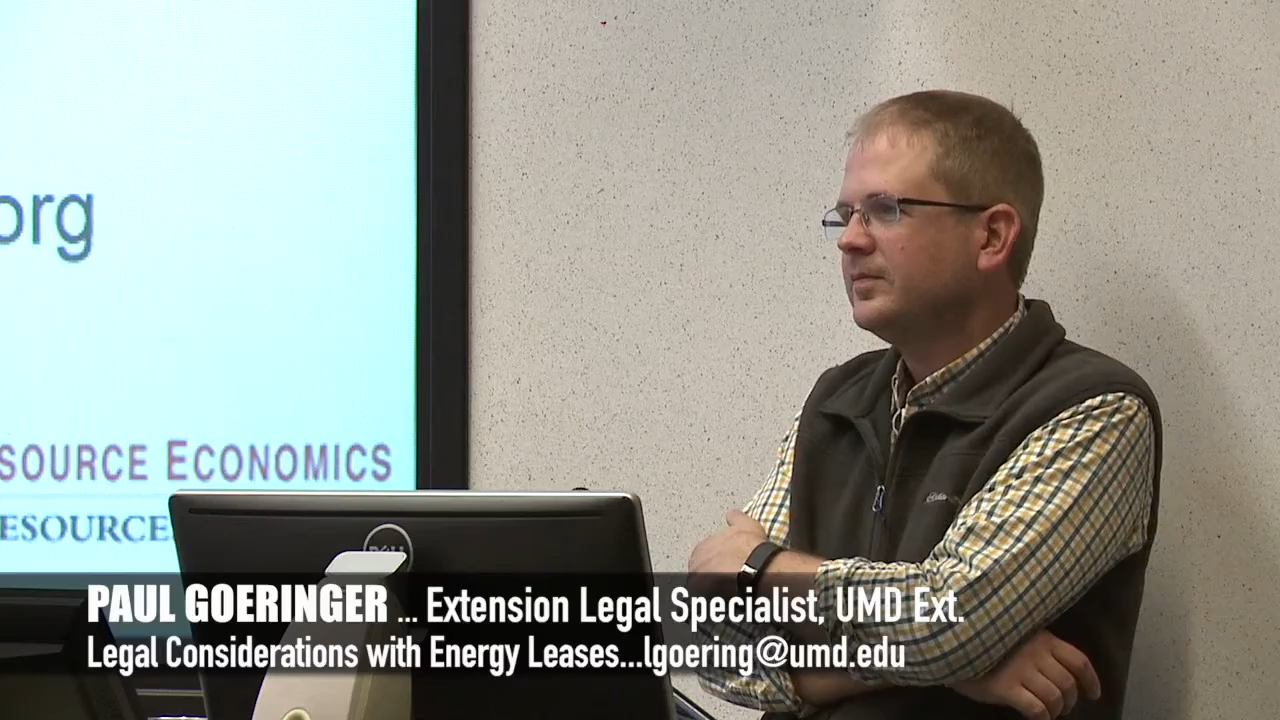 org
SOURCE ECONOMICS
ESOURCE
DELL
PAUL GOERINGER ... Extension Legal Specialist, UMD Ext.
Legal Considerations with Energy Leases...lgoering@umd.edu